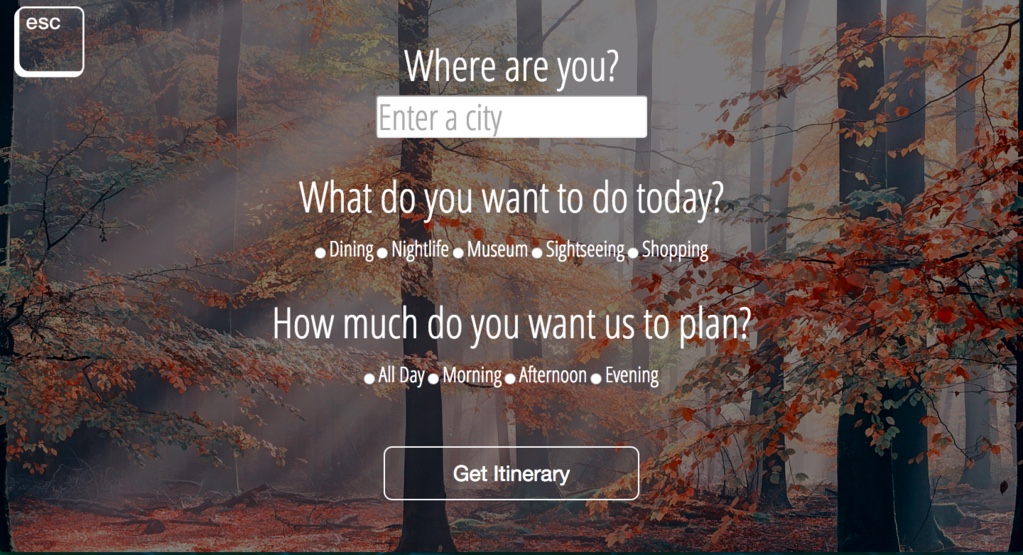 esc
Where are you?
Enter a city
What do you want to do today?
Dining Nightlife Museum Sightseeing Shopping
How much do you want us to plan?
All Day Morning Afternoon Evening
Get Itinerary